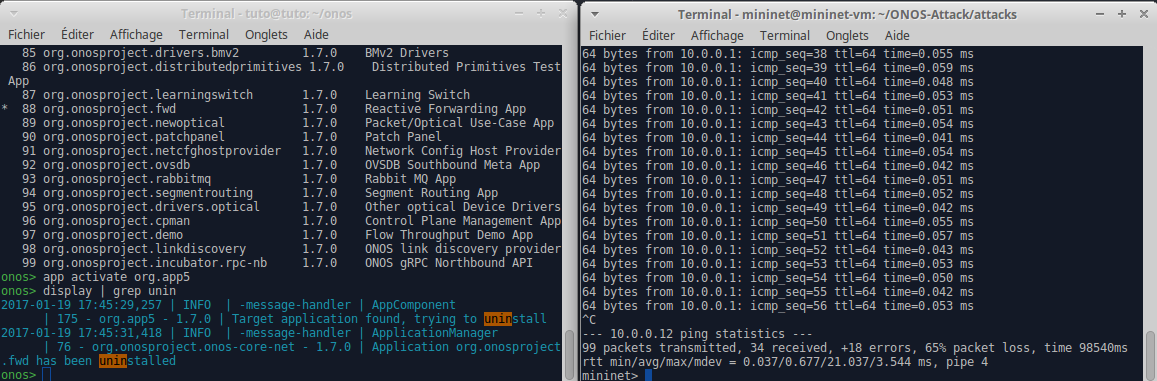 Terminal - tuto@tuto: ~/onos
Fichier Éditer Affichage Terminal Onglets Aide
85 org.onosproject.drivers.bmv2 1.7.0 BMv2 Drivers
86 org.onosproject.distributedprimitives 1.7.0 Distributed Primitives Test
App
87 org.onosproject.learningswitch 1.7.0 Learning Switch
* 88 org.onosproject.fwd 1.7.0 Reactive Forwarding App
89 org.onosproject.newoptical 1.7.0 Packet/Optical Use-Case App
90 org.onosproject.patchpanel 1.7.0 Patch Panel
91 org.onosproject.netcfghostprovider 1.7.0 Network Config Host Provider
92 org.onosproject.ovsdb 1.7.0 OVSDB Southbound Meta App
93 org.onosproject.rabbitmq 1.7.0 Rabbit MQ App
94 org.onosproject.segmentrouting 1.7.0 Segment Routing App
95 org.onosproject.drivers.optical 1.7.0 Other optical Device Drivers
96 org.onosproject.cpman 1.7.0 Control Plane Management App
97 org.onosproject.demo 1.7.0 Flow Throughput Demo App
98 org.onosproject.linkdiscovery 1.7.0 ONOS link discovery provider
99 org.onosproject.incubator.rpc-nb 1.7.0 ONOS gRPC Northbound API
onos> app activate org.app5
onos> display | grep unin
2017-01-19 17:45:29,257 | INFO | -message-handler | AppComponent
| 175 - org.app5 - 1.7.0 | Target application found, trying to uninstall
2017-01-19 17:45:31,418 | INFO | -message-handler | ApplicationManager
| 76 - org.onosproject.onos-core-net - 1.7.0 | Application org.onosproject
.fwd has been uninstalled
onos>
Terminal - mininet@mininet-vm: ~/ONOS-Attack/attacks
Fichier Éditer Affichage Terminal Onglets Aide
64 bytes from 10.0.0.1: icmp_seq=38 ttl=64 time=0.055 ms
64 bytes from 10.0.0.1: icmp_seq=39 ttl=64 time=0.059 ms
64 bytes from 10.0.0.1: icmp_seq=40 ttl=64 time=0.048 ms
64 bytes from 10.0.0.1: icmp_seq=41 ttl=64 time=0.053 ms
64 bytes from 10.0.0.1: icmp_seq=42 ttl=64 time=0.051 ms
64 bytes from 10.0.0.1: icmp_seq=43 ttl=64 time=0.054 ms
64 bytes from 10.0.0.1: icmp_seq=44 ttl=64 time=0.041 ms
64 bytes from 10.0.0.1: icmp_seq=45 ttl=64 time=0.054 ms
64 bytes from 10.0.0.1: icmp_seq=46 ttl=64 time=0.042 ms
64 bytes from 10.0.0.1: icmp_seq=47 ttl=64 time=0.051 ms
64 bytes from 10.0.0.1: icmp_seq=48 ttl=64 time=0.052 ms
64 bytes from 10.0.0.1: icmp_seq=49 ttl=64 time=0.042 ms
64 bytes from 10.0.0.1: icmp_seq=50 ttl=64 time=0.055 ms
64 bytes from 10.0.0.1: icmp_seq=51 ttl=64 time=0.057 ms
64 bytes from 10.0.0.1: icmp_seq=52 ttl=64 time=0.043 ms
64 bytes from 10.0.0.1: icmp_seq=53 ttl=64 time=0.053 ms
64 bytes from 10.0.0.1: icmp_seq=54 ttl=64 time=0.050 ms
64 bytes from 10.0.0.1: icmp_seq=55 ttl=64 time=0.042 ms
64 bytes from 10.0.0.1: icmp_seq=56 ttl=64 time=0.053 ms
^C
--- 10.0.0.12 ping statistics ---
99 packets transmitted, 34 received, +18 errors, 65% packet loss, time 98540ms
rtt min/avg/max/mdev = 0.037/0.677/21.037/3.544 ms, pipe 4
mininet>